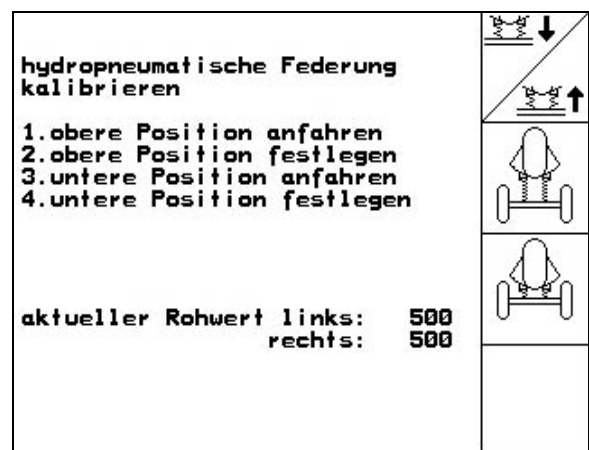 hydropneumatische Federung
kalibrieren
1.obere Position anfahren
2.obere Position festlegen
3.untere Position anfahren
4.untere Position festlegen
aktueller Rohwert links: 500
rechts: 500